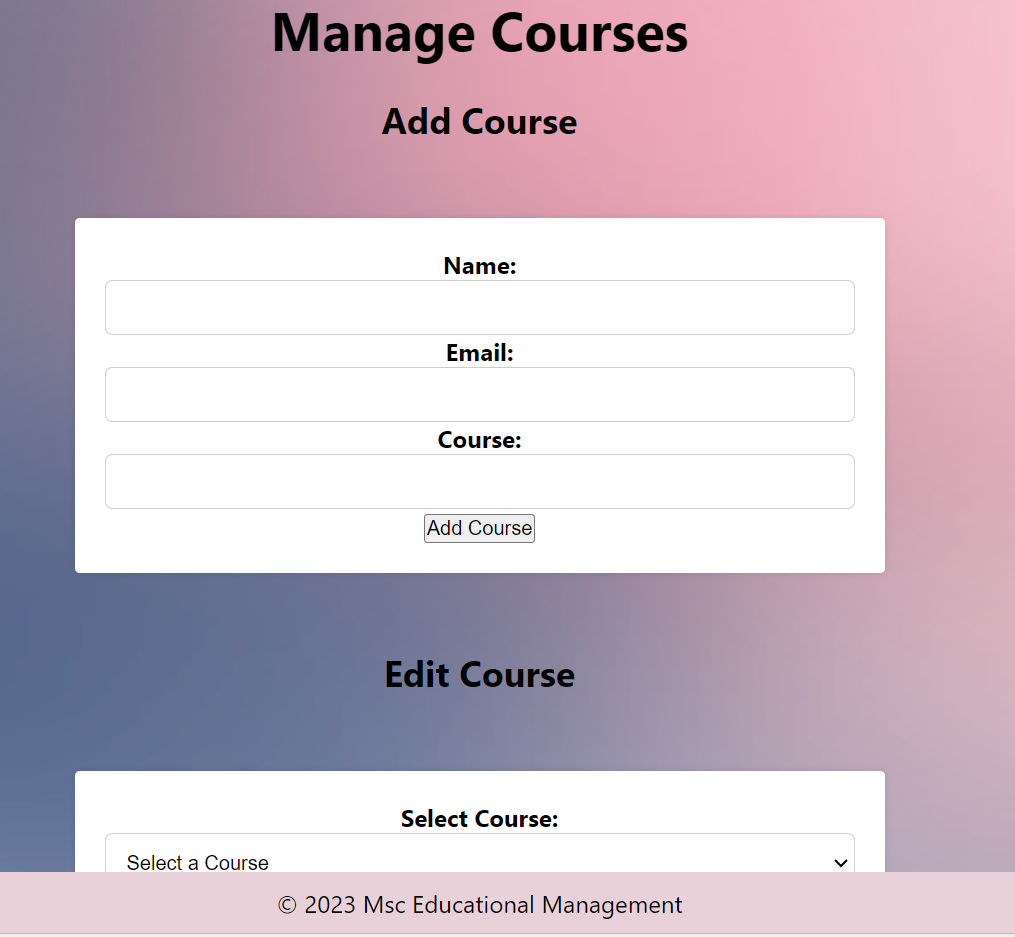 Manage Courses
Add Course
Name:
Email:
Course:
Add Course
Edit Course
Select Course:
Select a Course
© 2023 Msc Educational Management